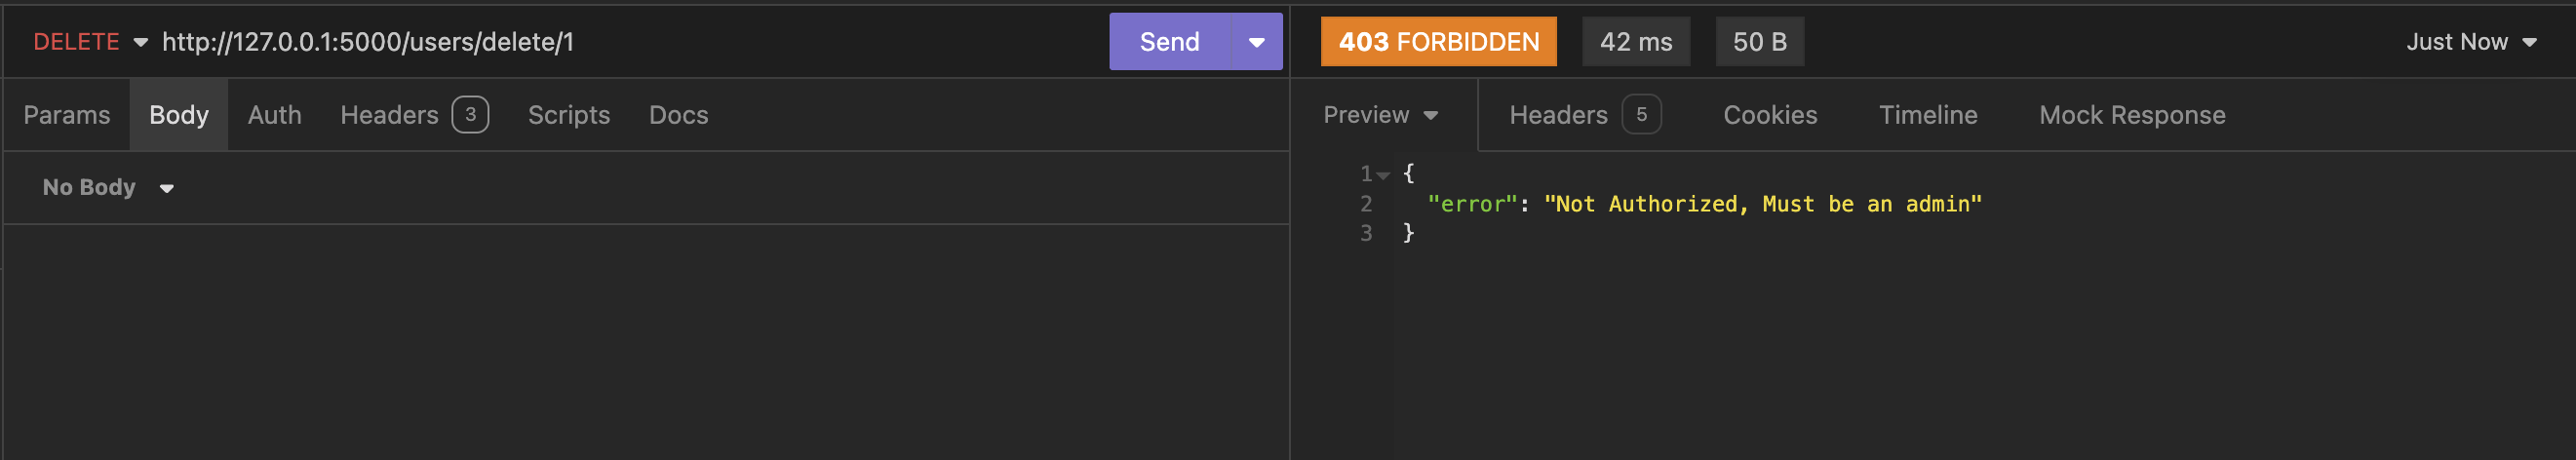 DELETE http://127.0.0.1:5000/users/delete/1 Send 403 FORBIDDEN 42 ms 50 B Just Now
Params Body Auth Headers 3 Scripts Docs Preview Headers 5 Cookies Timeline Mock Response
No Body
1 {
2 "error": "Not Authorized, Must be an admin"
3 }